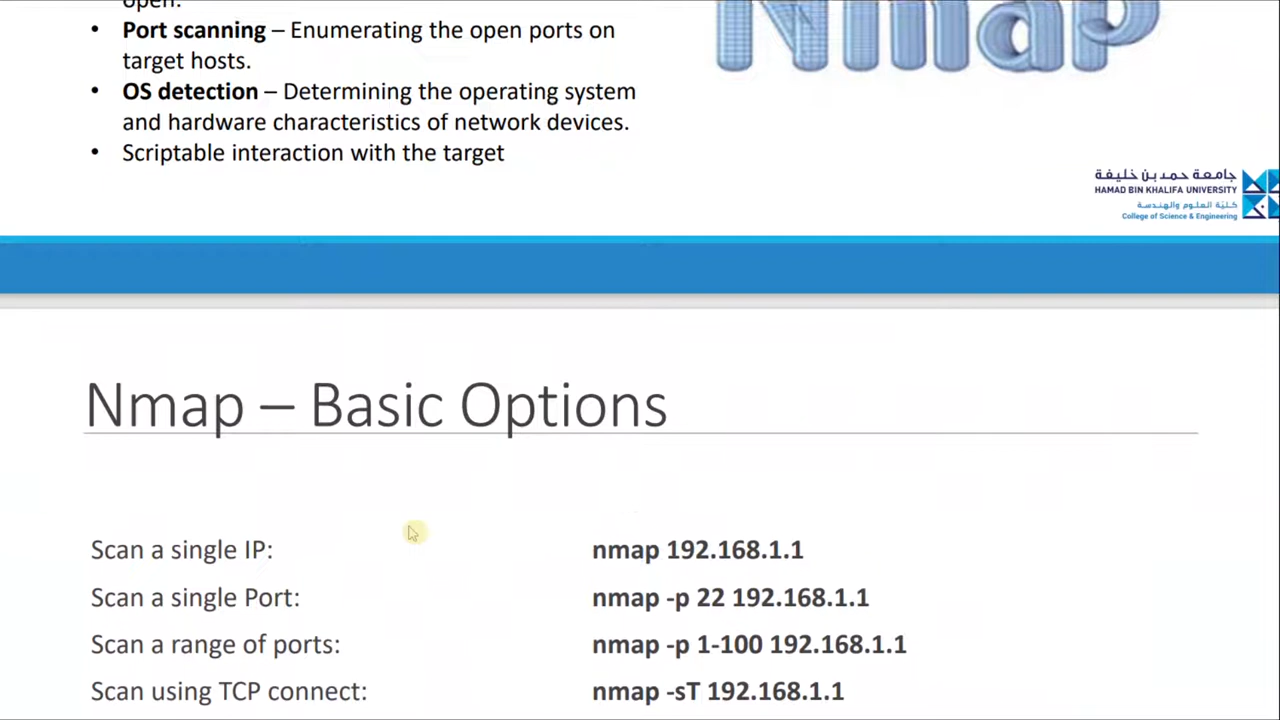 open.
• Port scanning – Enumerating the open ports on
target hosts.
• OS detection – Determining the operating system
and hardware characteristics of network devices.
• Scriptable interaction with the target
Nmap
جامعة حمد بن خليفة
HAMAD BIN KHALIFA UNIVERSITY
كلية العلوم والهندسة
College of Science & Engineering
Nmap – Basic Options
Scan a single IP: nmap 192.168.1.1
Scan a single Port: nmap -p 22 192.168.1.1
Scan a range of ports: nmap -p 1-100 192.168.1.1
Scan using TCP connect: nmap -sT 192.168.1.1